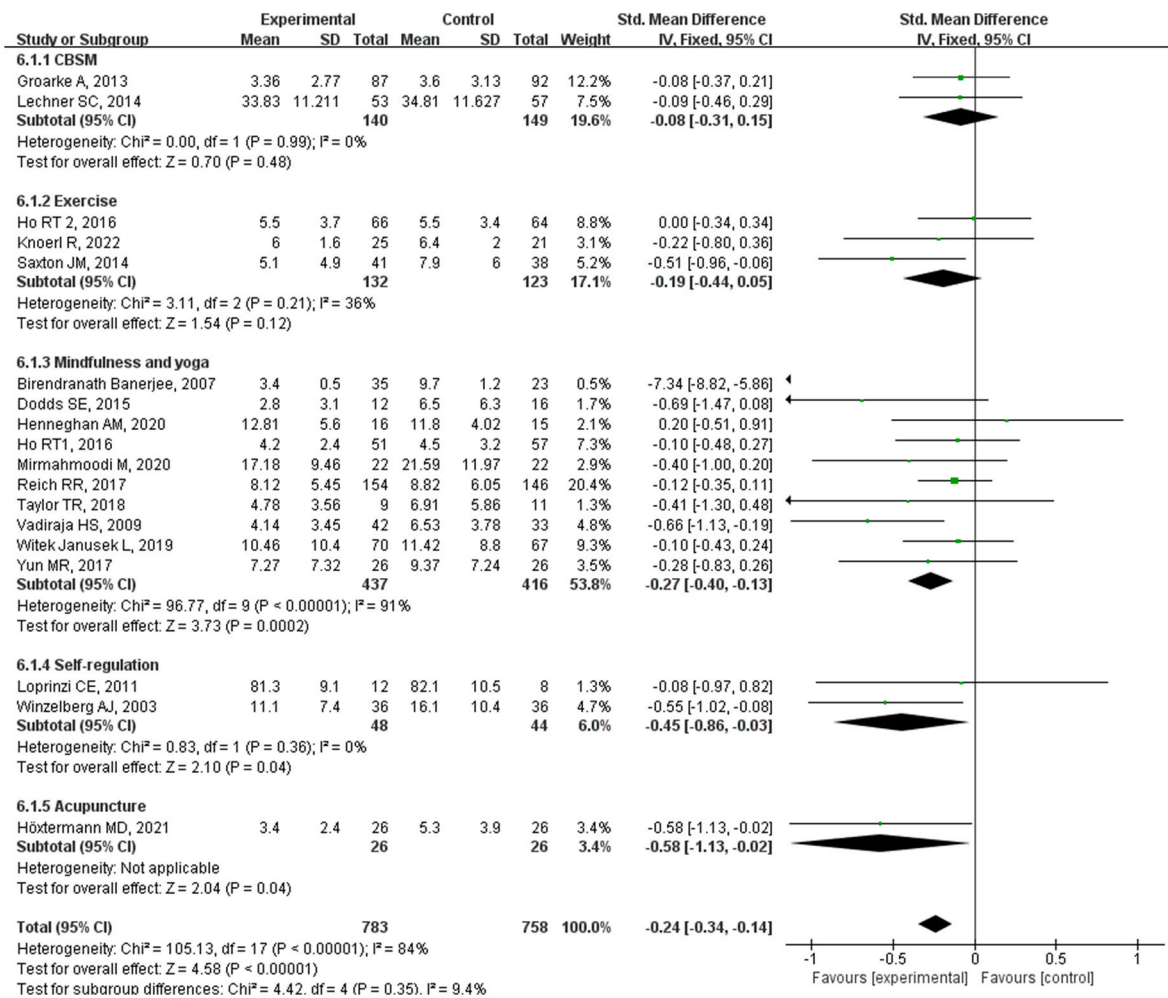 Experimental Control Std. Mean Difference Std. Mean Difference
Study or Subgroup Mean SD Total Mean SD Total Weight IV, Fixed, 95% CI IV, Fixed, 95% CI
6.1.1 CBSM
Groarke A, 2013 3.36 2.77 87 3.6 3.13 92 12.2% -0.08 [-0.37, 0.21]
Lechner SC, 2014 33.83 11.211 53 34.81 11.627 57 7.5% -0.09 [-0.46, 0.29]
Subtotal (95% CI) 140 149 19.6% -0.08 [-0.31, 0.15]
Heterogeneity: Chi² = 0.00, df = 1 (P = 0.99); I² = 0%
Test for overall effect: Z = 0.70 (P = 0.48)
6.1.2 Exercise
Ho RT 2, 2016 5.5 3.7 66 5.5 3.4 64 8.8% 0.00 [-0.34, 0.34]
Knoerl R, 2022 6 1.6 25 6.4 2 21 3.1% -0.22 [-0.80, 0.36]
Saxton JM, 2014 5.1 4.9 41 7.9 6 38 5.2% -0.51 [-0.96, -0.06]
Subtotal (95% CI) 132 123 17.1% -0.19 [-0.44, 0.05]
Heterogeneity: Chi² = 3.11, df = 2 (P = 0.21); I² = 36%
Test for overall effect: Z = 1.54 (P = 0.12)
6.1.3 Mindfulness and yoga
Birendranath Banerjee, 2007 3.4 0.5 35 9.7 1.2 23 0.5% -7.34 [-8.82, -5.86]
Dodds SE, 2015 2.8 3.1 12 6.5 6.3 16 1.7% -0.69 [-1.47, 0.08]
Henneghan AM, 2020 12.81 5.6 16 11.8 4.02 15 2.1% 0.20 [-0.51, 0.91]
Ho RT1, 2016 4.2 2.4 51 4.5 3.2 57 7.3% -0.10 [-0.48, 0.27]
Mirmahmoodi M, 2020 17.18 9.46 22 21.59 11.97 22 2.9% -0.40 [-1.00, 0.20]
Reich RR, 2017 8.12 5.45 154 8.82 6.05 146 20.4% -0.12 [-0.35, 0.11]
Taylor TR, 2018 4.78 3.56 9 6.91 5.86 11 1.3% -0.41 [-1.30, 0.48]
Vadiraja HS, 2009 4.14 3.45 42 6.53 3.78 33 4.8% -0.66 [-1.13, -0.19]
Witek Janusek L, 2019 10.46 10.4 70 11.42 8.8 67 9.3% -0.10 [-0.43, 0.24]
Yun MR, 2017 7.27 7.32 26 9.37 7.24 26 3.5% -0.28 [-0.83, 0.26]
Subtotal (95% CI) 437 416 53.8% -0.27 [-0.40, -0.13]
Heterogeneity: Chi² = 96.77, df = 9 (P < 0.00001); I² = 91%
Test for overall effect: Z = 3.73 (P = 0.0002)
6.1.4 Self-regulation
Loprinzi CE, 2011 81.3 9.1 12 82.1 10.5 8 1.3% -0.08 [-0.97, 0.82]
Winzelberg AJ, 2003 11.1 7.4 36 16.1 10.4 36 4.7% -0.55 [-1.02, -0.08]
Subtotal (95% CI) 48 44 6.0% -0.45 [-0.86, -0.03]
Heterogeneity: Chi² = 0.83, df = 1 (P = 0.36); I² = 0%
Test for overall effect: Z = 2.10 (P = 0.04)
6.1.5 Acupuncture
Höxtermann MD, 2021 3.4 2.4 26 5.3 3.9 26 3.4% -0.58 [-1.13, -0.02]
Subtotal (95% CI) 26 26 3.4% -0.58 [-1.13, -0.02]
Heterogeneity: Not applicable
Test for overall effect: Z = 2.04 (P = 0.04)
Total (95% CI) 783 758 100.0% -0.24 [-0.34, -0.14]
Heterogeneity: Chi² = 105.13, df = 17 (P < 0.00001); I² = 84%
Test for overall effect: Z = 4.58 (P < 0.00001)
Test for subgroup differences: Chi² = 4.42, df = 4 (P = 0.35), I² = 9.4%
-1 -0.5 0 0.5 1
Favours [experimental] Favours [control]